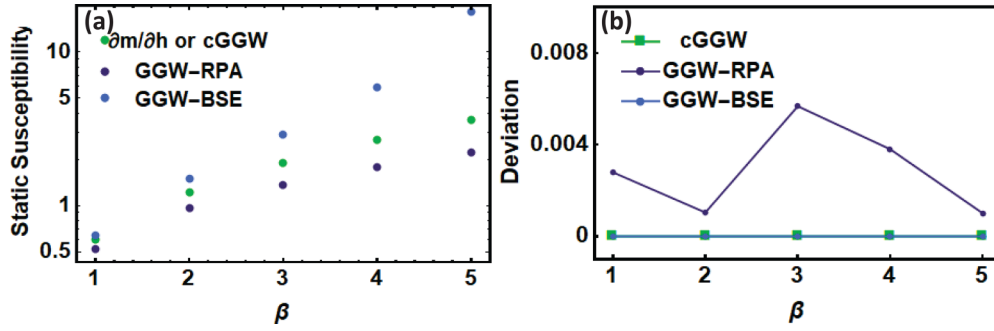 (a)
∂m/∂h or cGGW
GGW-RPA
GGW-BSE
Static Susceptibility
10
5
1
0.5
1 2 3 4 5
β
(b)
cGGW
GGW-RPA
GGW-BSE
Deviation
0.008
0.004
0
1 2 3 4 5
β